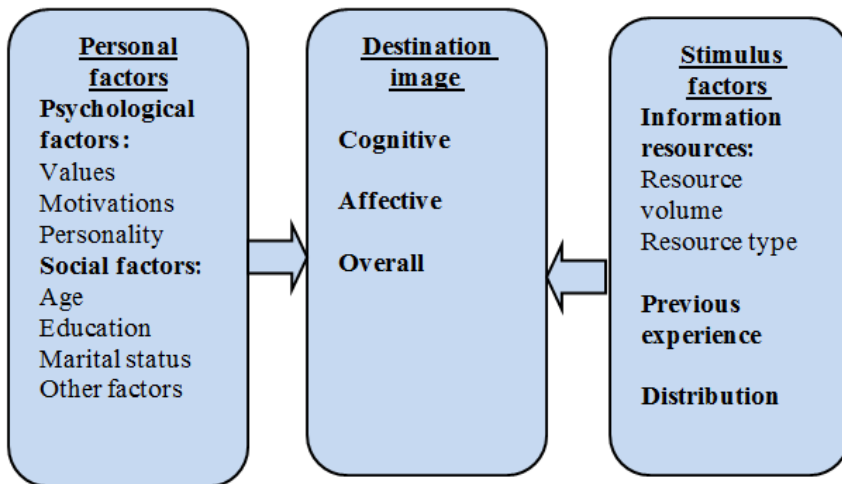 Personal
factors
Psychological
factors:
Values
Motivations
Personality
Social factors:
Age
Education
Marital status
Other factors
Destination
image
Cognitive
Affective
Overall
Stimulus
factors
Information
resources:
Resource
volume
Resource type
Previous
experience
Distribution